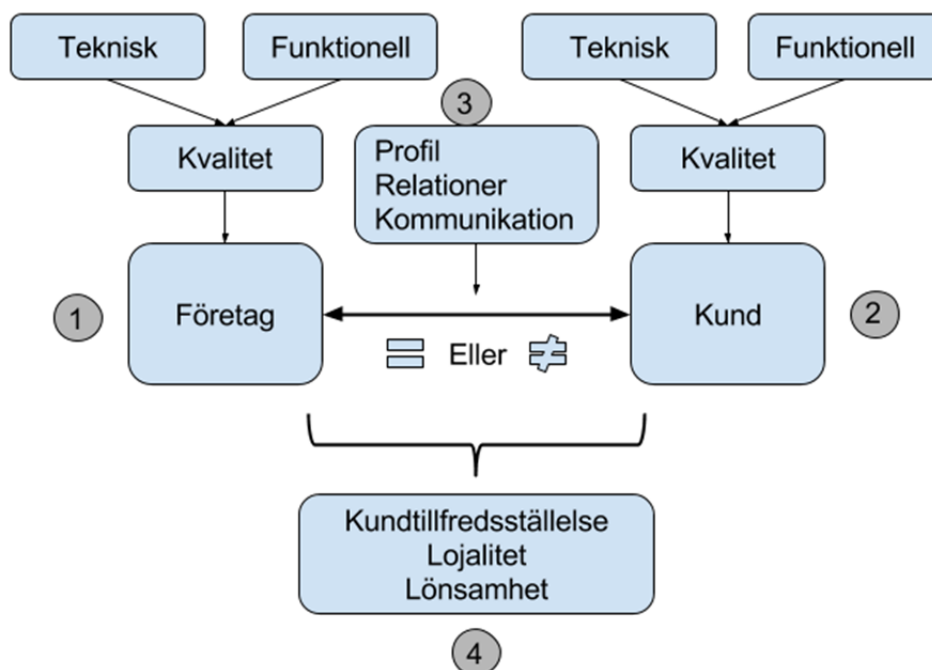 Teknisk
Funktionell
Teknisk
Funktionell
3
Kvalitet
Profil
Relationer
Kommunikation
Kvalitet
1
Företag
Kund
2
= Eller ≠
Kundtillfredsställelse
Lojalitet
Lönsamhet
4